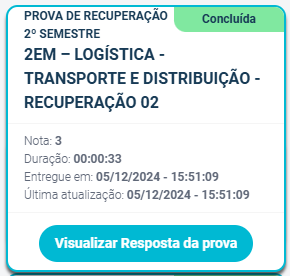 PROVA DE RECUPERAÇÃO
Concluída
2º SEMESTRE
2EM – LOGÍSTICA -
TRANSPORTE E DISTRIBUIÇÃO -
RECUPERAÇÃO 02
Nota: 3
Duração: 00:00:33
Entregue em: 05/12/2024 - 15:51:09
Última atualização: 05/12/2024 - 15:51:09
Visualizar Resposta da prova